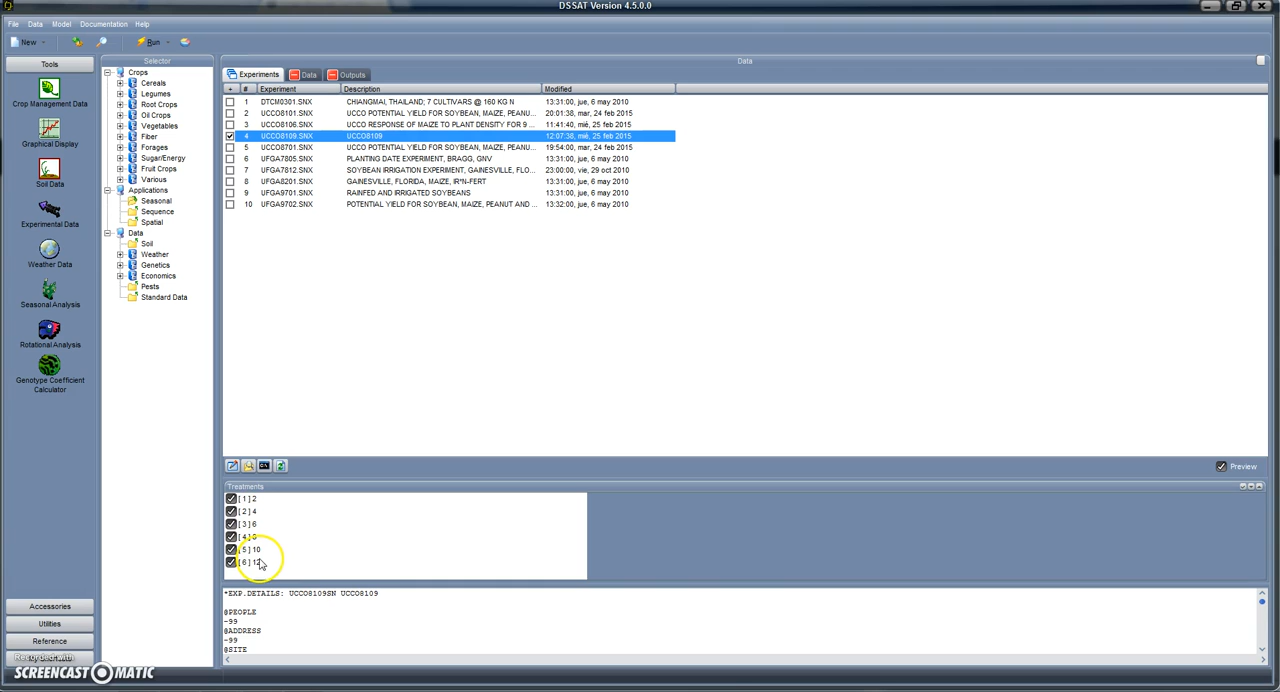 DSSAT Version 4.5.0.0
File Data Model Documentation Help
New Run
Tools
Crop Management Data
Graphical Display
Soil Data
Experimental Data
Weather Data
Seasonal Analysis
Rotational Analysis
Genotype Coefficient
Calculator
Accessories
Utilities
Reference
Recorded with
SCREENCAST-O-MATIC
Selector
Crops
Cereals
Legumes
Root Crops
Oil Crops
Vegetables
Fiber
Forages
Sugar/Energy
Fruit Crops
Various
Applications
Seasonal
Sequence
Spatial
Data
Soil
Weather
Genetics
Economics
Pests
Standard Data
Data
Experiments Data Outputs
+ # Experiment Description Modified
1 DTCM0301.SNX CHIANGMAI, THAILAND; 7 CULTIVARS @ 160 KG N 13:31:00, jue, 6 may 2010
2 UCCO8101.SNX UCCO POTENTIAL YIELD FOR SOYBEAN, MAIZE, PEANU... 20:01:38, mar, 24 feb 2015
3 UCCO8106.SNX UCCO RESPONSE OF MAIZE TO PLANT DENSITY FOR 9 ... 11:41:40, mié, 25 feb 2015
4 UCCO8109.SNX UCCO8109 12:07:38, mié, 25 feb 2015
5 UCCO8701.SNX UCCO POTENTIAL YIELD FOR SOYBEAN, MAIZE, PEANU... 19:54:00, mar, 24 feb 2015
6 UFGA7805.SNX PLANTING DATE EXPERIMENT, BRAGG, GNV 13:31:00, jue, 6 may 2010
7 UFGA7812.SNX SOYBEAN IRRIGATION EXPERIMENT, GAINESVILLE, FLO... 23:00:00, vie, 29 oct 2010
8 UFGA8201.SNX GAINESVILLE, FLORIDA, MAIZE, IR*N-FERT 13:31:00, jue, 6 may 2010
9 UFGA9701.SNX RAINFED AND IRRIGATED SOYBEANS 13:31:00, jue, 6 may 2010
10 UFGA9702.SNX POTENTIAL YIELD FOR SOYBEAN, MAIZE, PEANUT AND ... 13:32:00, jue, 6 may 2010
Preview
Treatments
[ 1 ] 2
[ 2 ] 4
[ 3 ] 6
[ 4 ] 8
[ 5 ] 10
[ 6 ] 12
*EXP.DETAILS: UCCO8109SN UCCO8109
@PEOPLE
-99
@ADDRESS
-99
@SITE